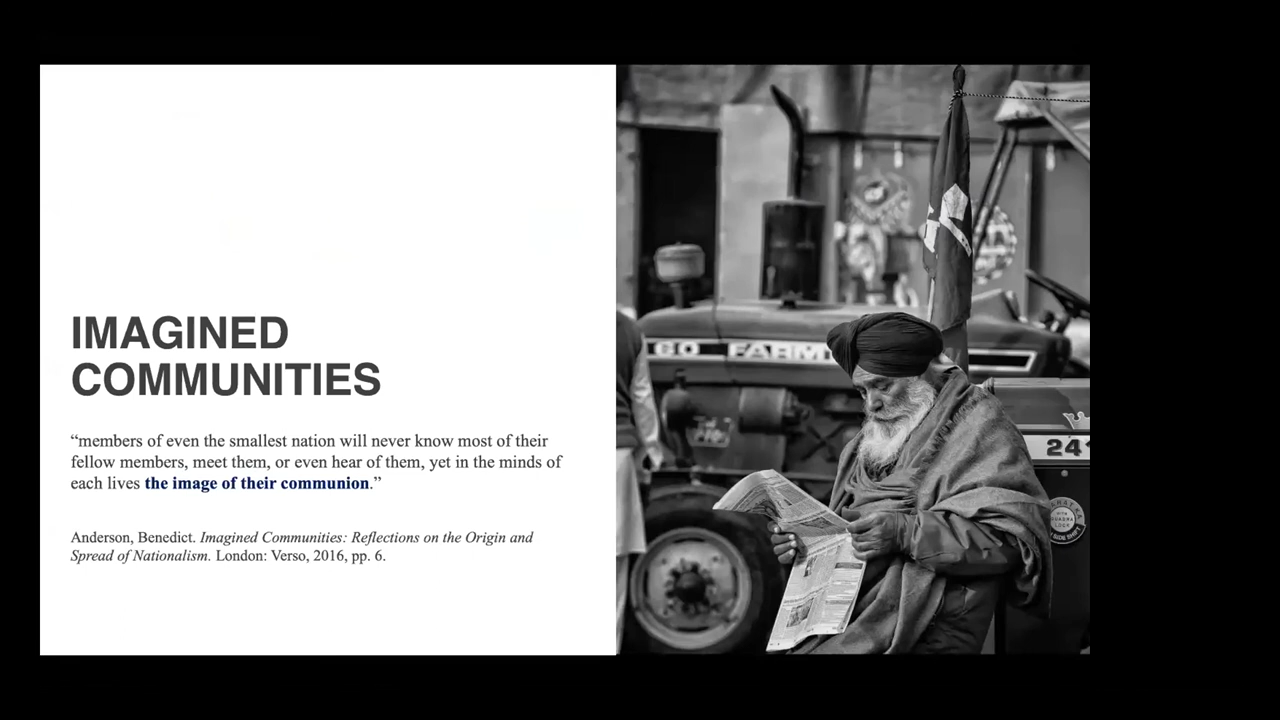 IMAGINED
COMMUNITIES
“members of even the smallest nation will never know most of their
fellow members, meet them, or even hear of them, yet in the minds of
each lives the image of their communion.”
Anderson, Benedict. Imagined Communities: Reflections on the Origin and
Spread of Nationalism. London: Verso, 2016, pp. 6.
60 FARM
241